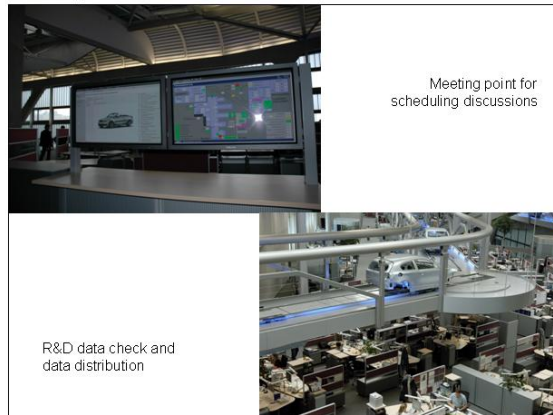 Meeting point for
scheduling discussions
R&D data check and
data distribution